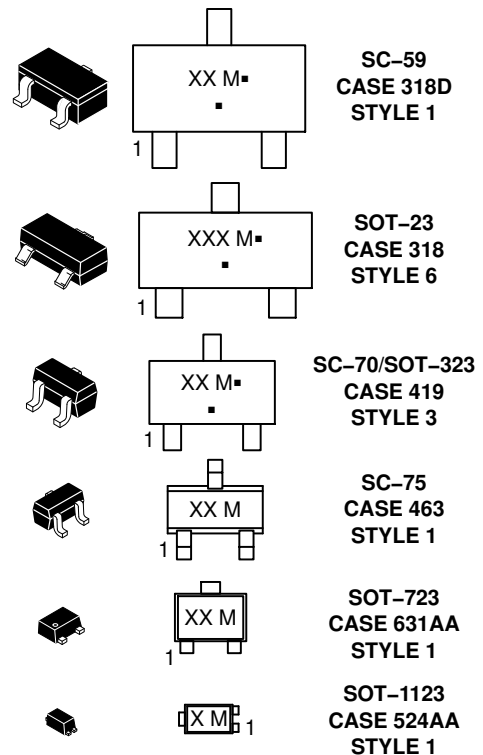 XX M▪
▪
1
SC−59
CASE 318D
STYLE 1
XXX M▪
▪
1
SOT−23
CASE 318
STYLE 6
XX M▪
▪
1
SC−70/SOT−323
CASE 419
STYLE 3
XX M
1
SC−75
CASE 463
STYLE 1
XX M
1
SOT−723
CASE 631AA
STYLE 1
X M
1
SOT−1123
CASE 524AA
STYLE 1